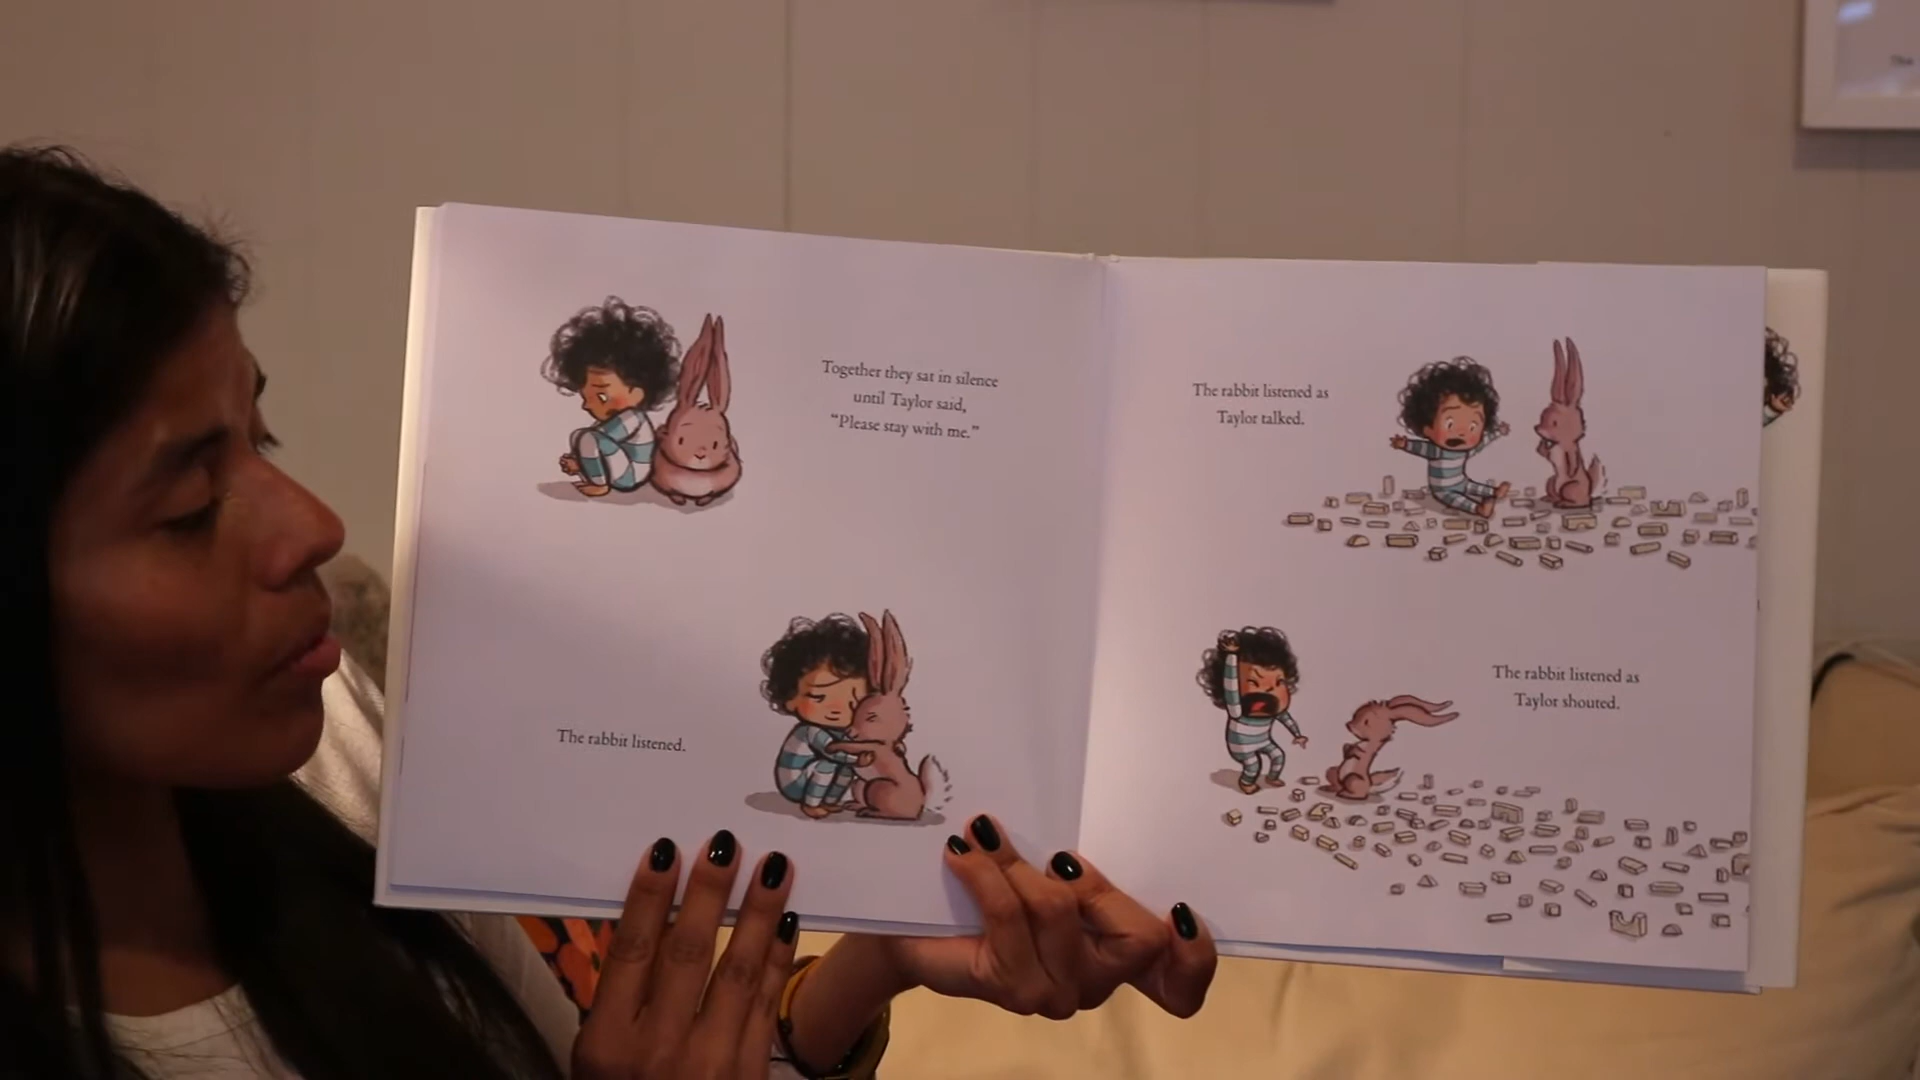 Together they sat in silence
until Taylor said,
“Please stay with me.”
The rabbit listened.
The rabbit listened as
Taylor talked.
The rabbit listened as
Taylor shouted.
The